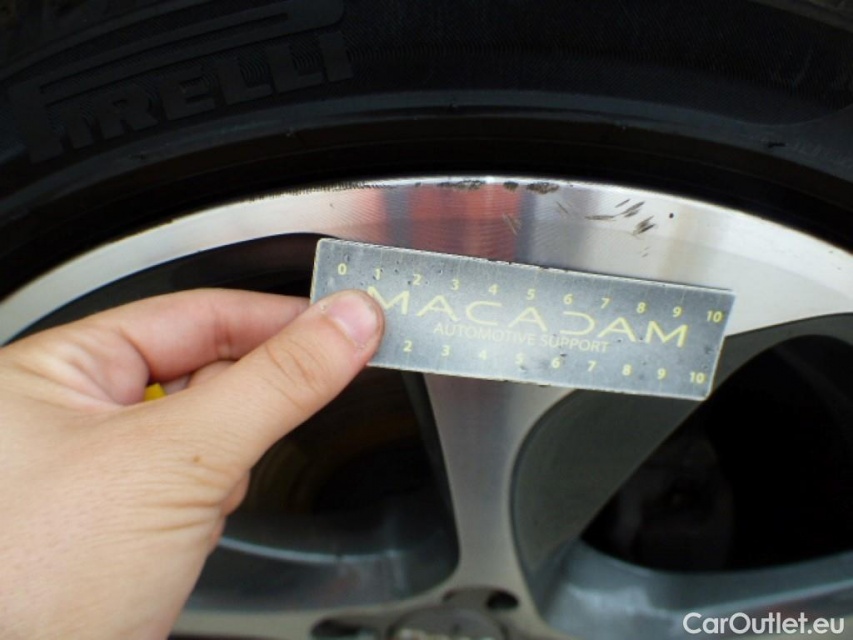 PIRELLI
0 1 2 3 4 5 6 7 8 9 10
MACADAM
AUTOMOTIVE SUPPORT
2 3 4 5 6 7 8 9 10
CarOutlet.eu